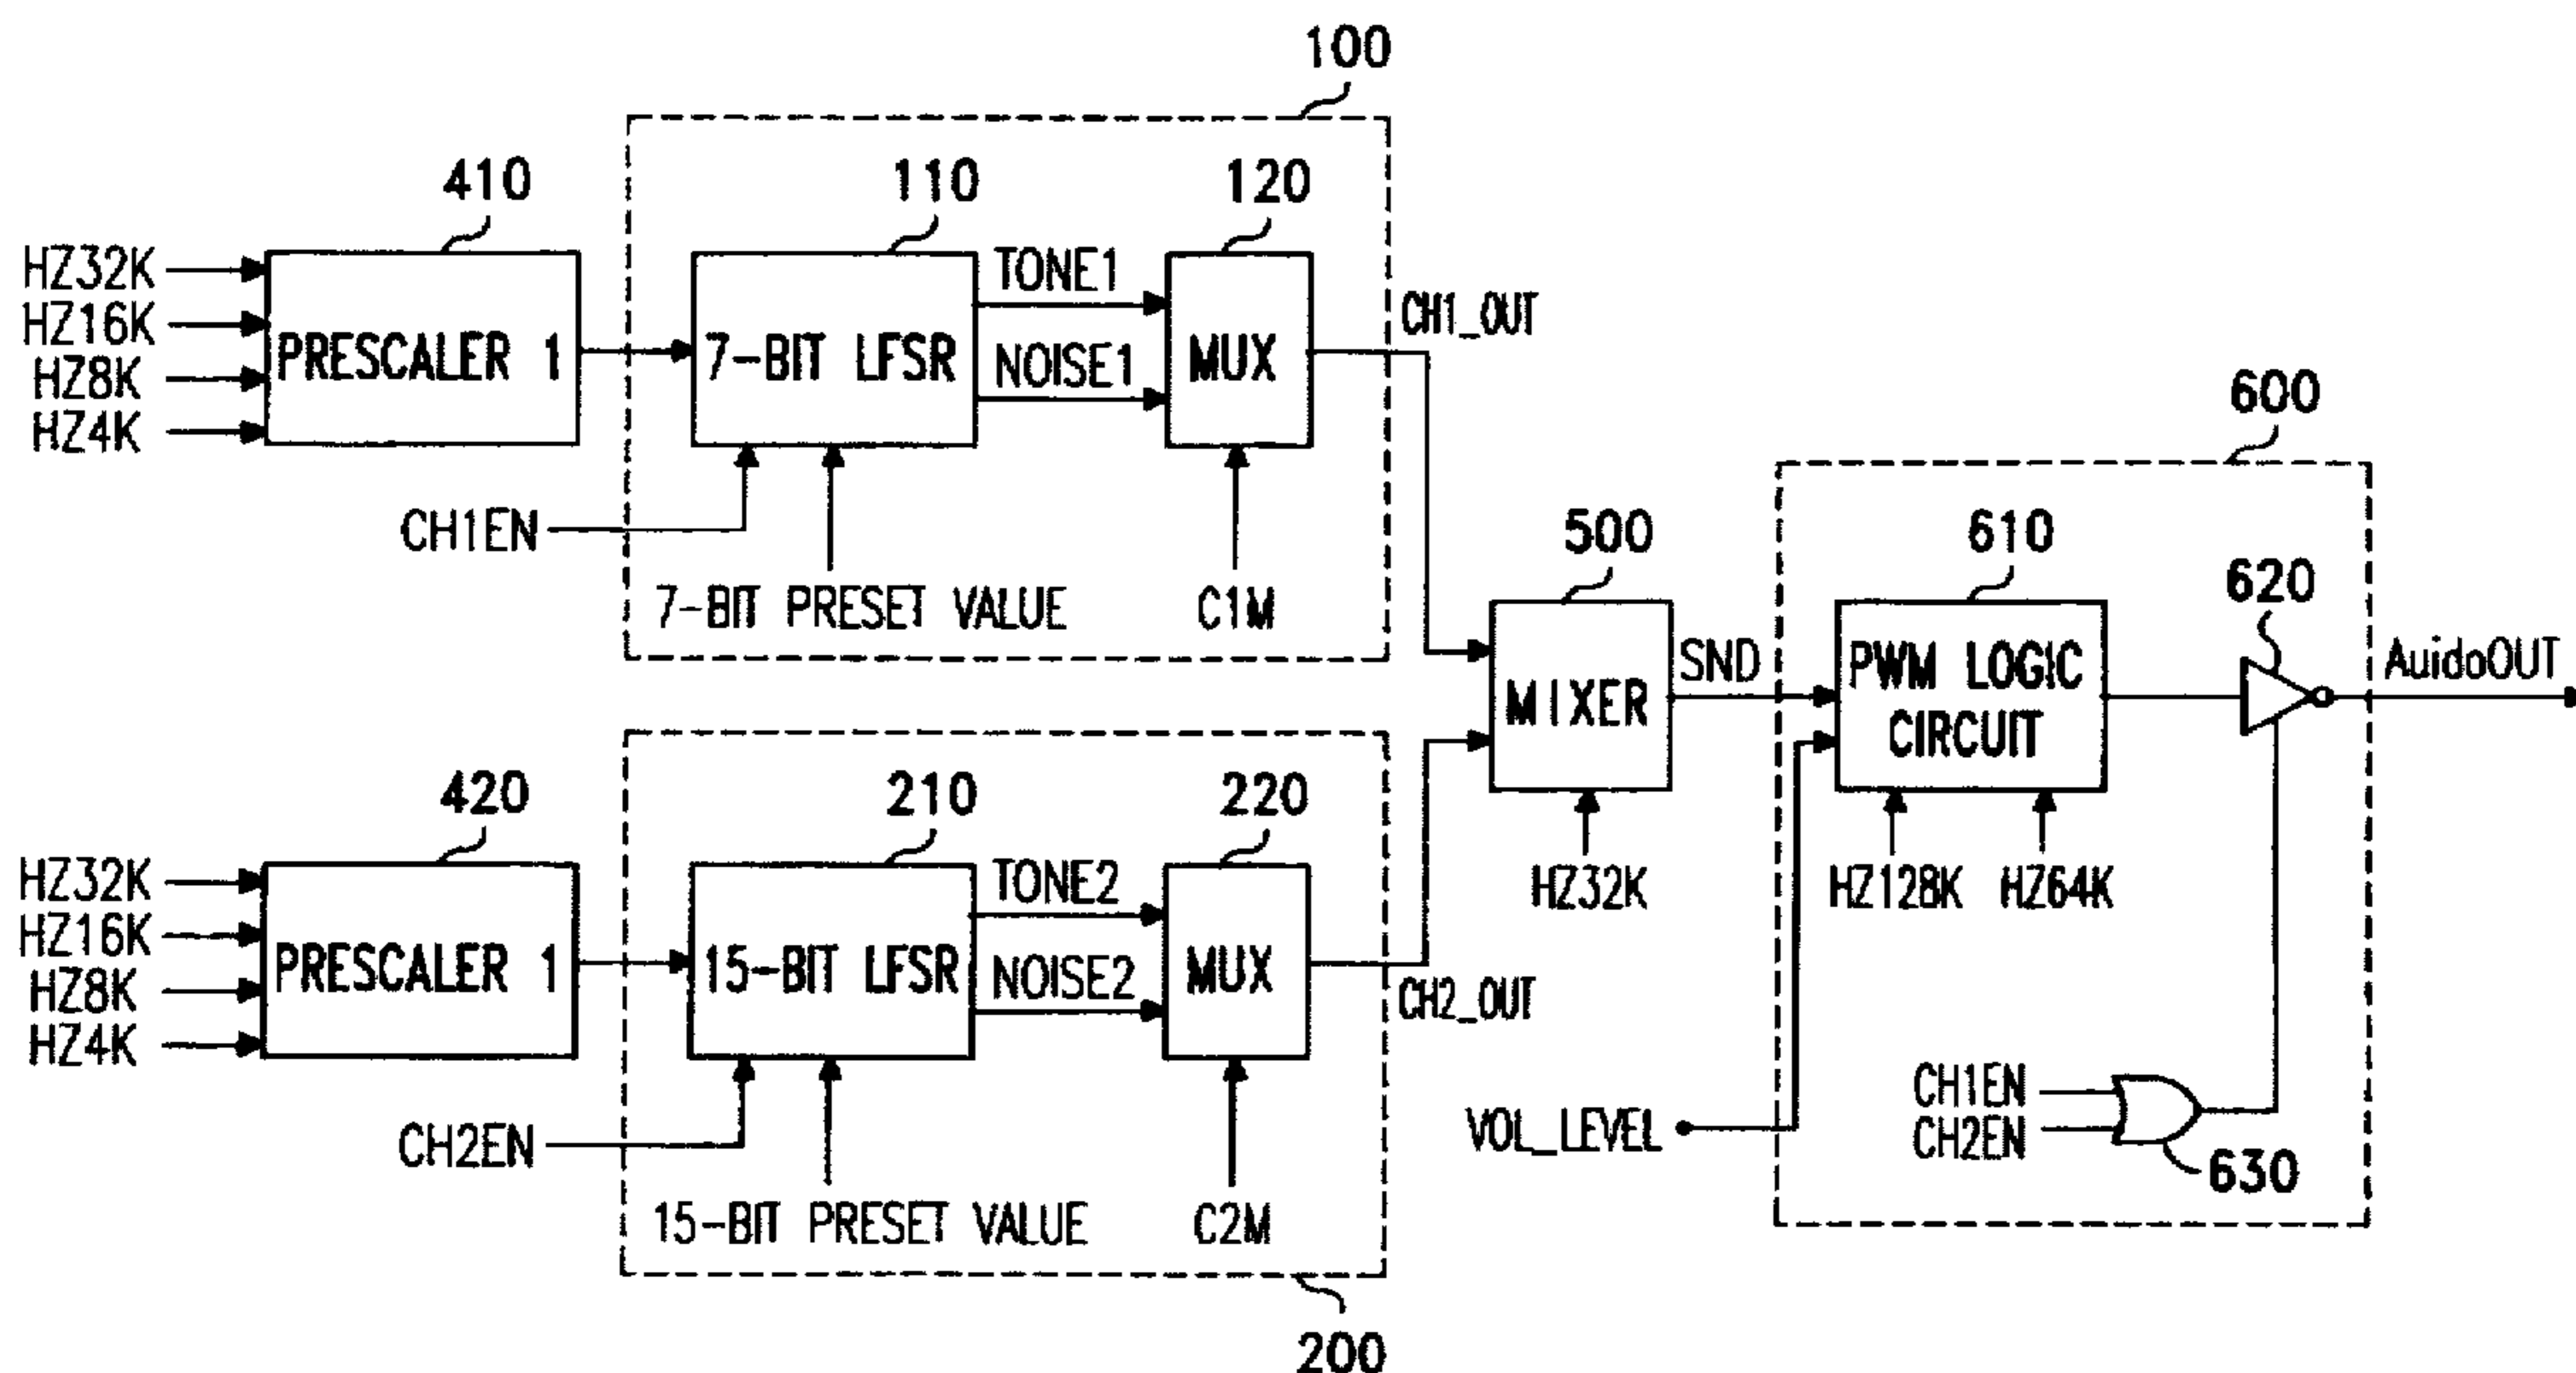 100
410
110
120
HZ32K
HZ16K
HZ8K
HZ4K
PRESCALER 1
7-BIT LFSR
TONE1
NOISE1
MUX
CH1_OUT
CH1EN
7-BIT PRESET VALUE
C1M
600
500
610
620
MIXER
SND
PWM LOGIC
CIRCUIT
AuidoOUT
HZ32K
HZ128K
HZ64K
420
210
220
HZ32K
HZ16K
HZ8K
HZ4K
PRESCALER 1
15-BIT LFSR
TONE2
NOISE2
MUX
CH2_OUT
CH2EN
15-BIT PRESET VALUE
C2M
VOL_LEVEL
CH1EN
CH2EN
630
200